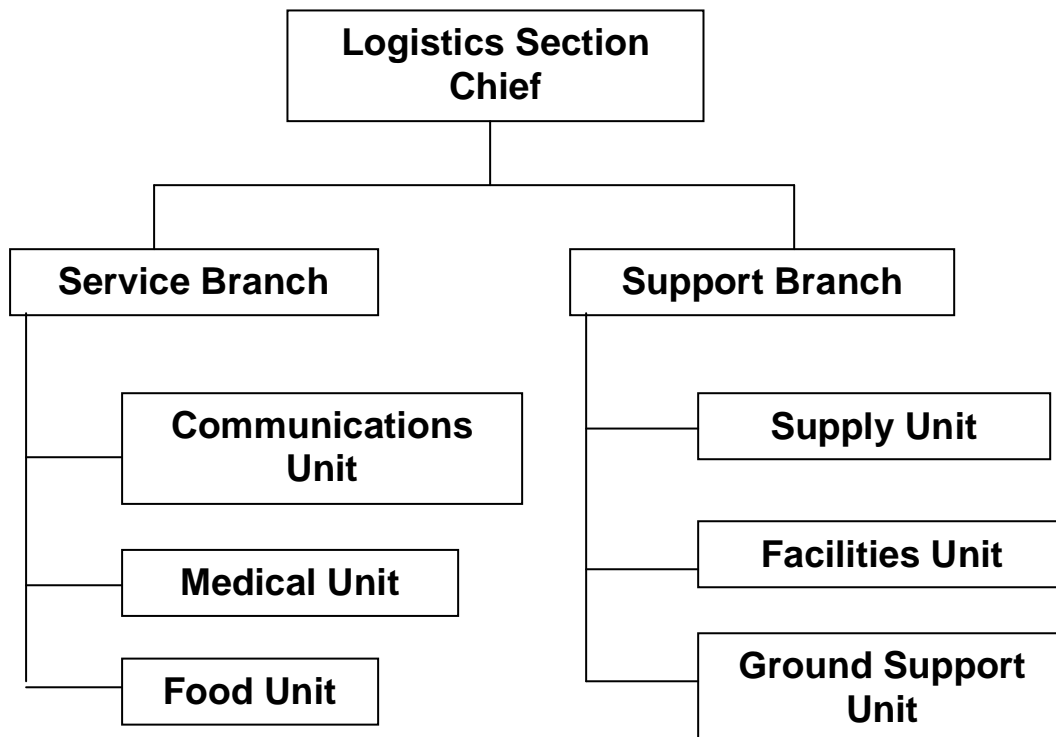 Logistics Section
Chief
Service Branch
Communications
Unit
Medical Unit
Food Unit
Support Branch
Supply Unit
Facilities Unit
Ground Support
Unit